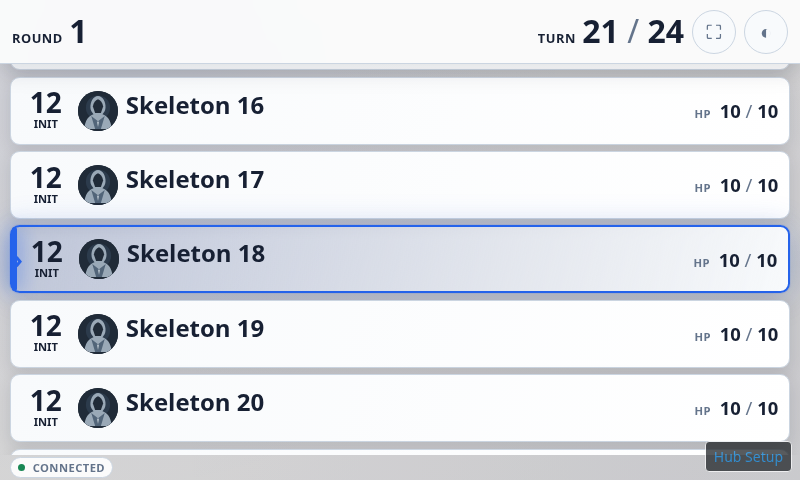 ROUND 1
TURN 21 / 24
12 INIT Skeleton 16 HP 10 / 10
12 INIT Skeleton 17 HP 10 / 10
12 INIT Skeleton 18 HP 10 / 10
12 INIT Skeleton 19 HP 10 / 10
12 INIT Skeleton 20 HP 10 / 10
CONNECTED
Hub Setup